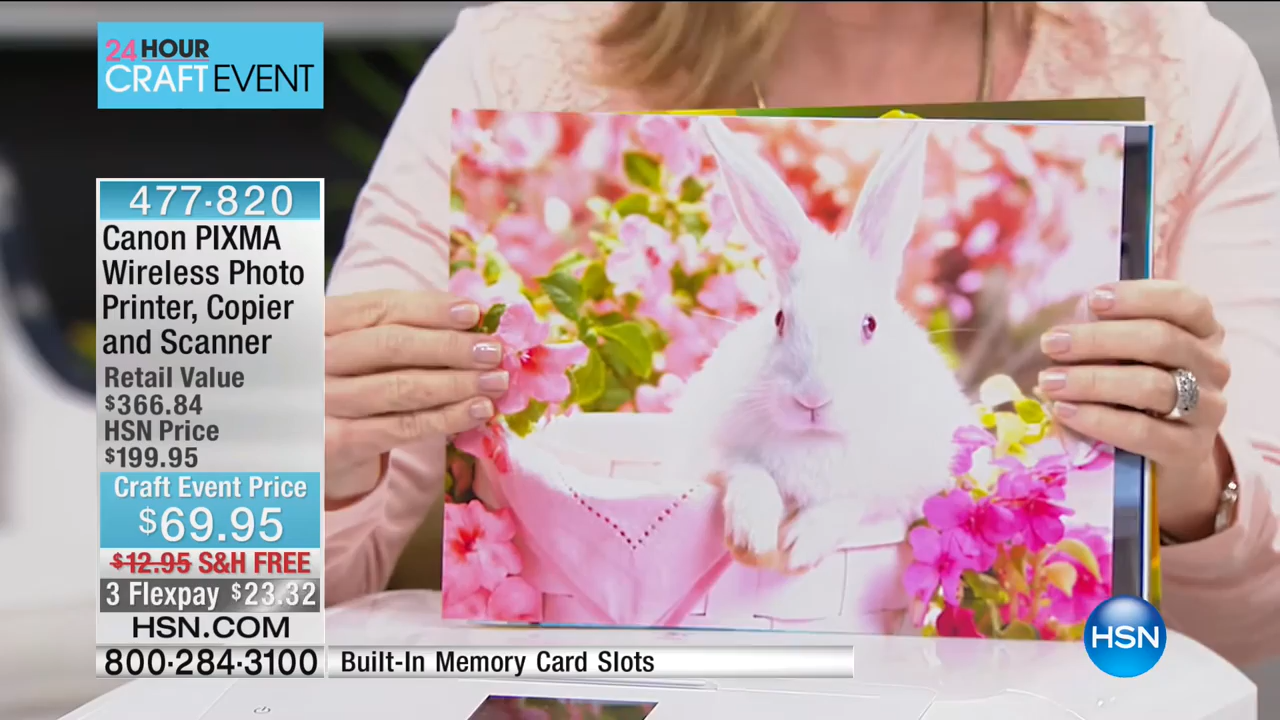 24 HOUR
CRAFT EVENT
477·820
Canon PIXMA
Wireless Photo
Printer, Copier
and Scanner
Retail Value
$366.84
HSN Price
$199.95
Craft Event Price
$69.95
$12.95 S&H FREE
3 Flexpay $23.32
HSN.COM
800·284·3100 Built-In Memory Card Slots
HSN